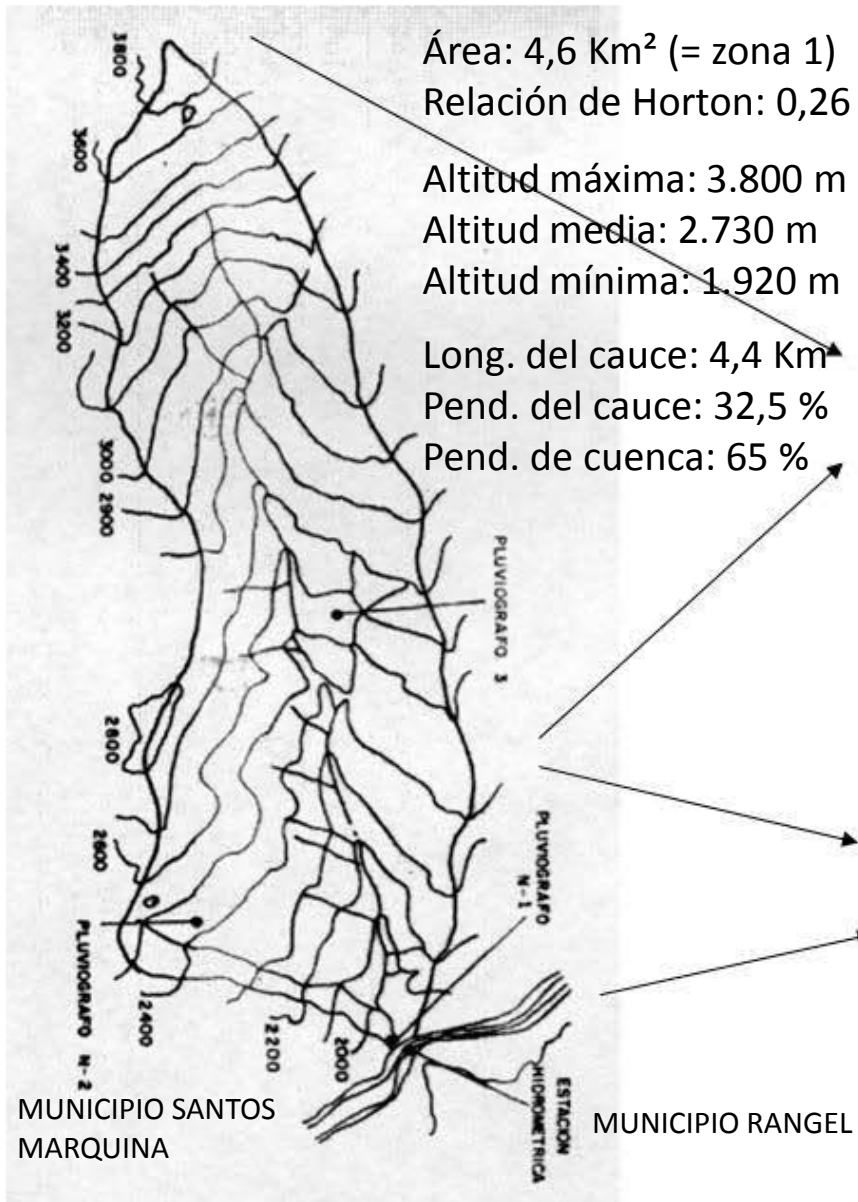 Área: 4,6 Km² (= zona 1)
Relación de Horton: 0,26
Altitud máxima: 3.800 m
Altitud media: 2.730 m
Altitud mínima: 1.920 m
Long. del cauce: 4,4 Km
Pend. del cauce: 32,5 %
Pend. de cuenca: 65 %
3800
3600
3400
3200
3000
2900
PLUVIOGRAFO 3
2800
2600
PLUVIOGRAFO
N-1
PLUVIOGRAFO N-2
2400
2200
2000
ESTACION
HIDROMETRICA
MUNICIPIO SANTOS
MARQUINA
MUNICIPIO RANGEL